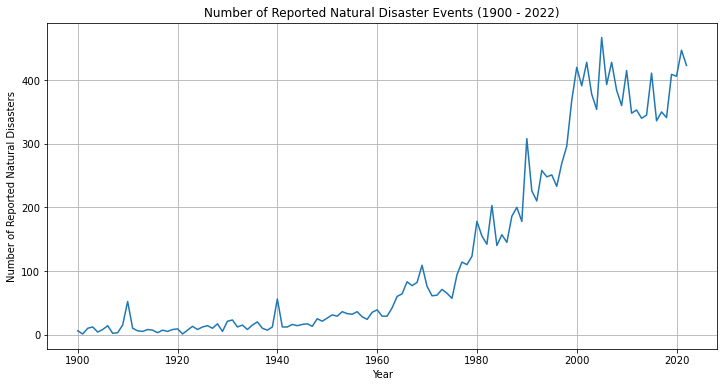 Number of Reported Natural Disaster Events (1900 - 2022)
Number of Reported Natural Disasters
400
300
200
100
0
1900 1920 1940 1960 1980 2000 2020
Year